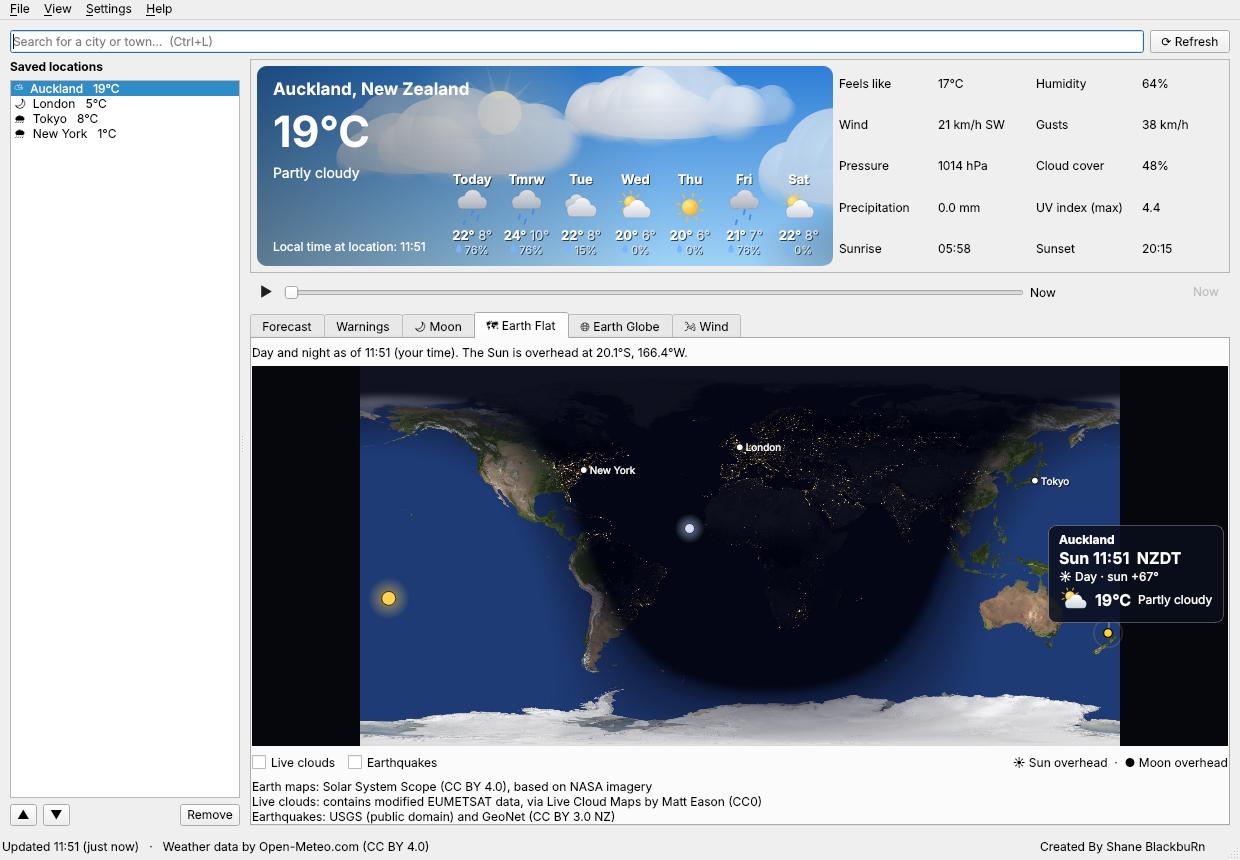 File View Settings Help
Search for a city or town... (Ctrl+L)
⟳ Refresh
Saved locations
Auckland 19°C
London 5°C
Tokyo 8°C
New York 1°C
Auckland, New Zealand
19°C
Partly cloudy
Local time at location: 11:51
Today Tmrw Tue Wed Thu Fri Sat
22° 8° 24° 10° 22° 8° 20° 6° 20° 6° 21° 7° 22° 8°
76% 76% 15% 0% 0% 76% 0%
Feels like 17°C Humidity 64%
Wind 21 km/h SW Gusts 38 km/h
Pressure 1014 hPa Cloud cover 48%
Precipitation 0.0 mm UV index (max) 4.4
Sunrise 05:58 Sunset 20:15
Now Now
Forecast Warnings Moon Earth Flat Earth Globe Wind
Day and night as of 11:51 (your time). The Sun is overhead at 20.1°S, 166.4°W.
London
New York
Tokyo
Auckland
Sun 11:51 NZDT
☀ Day · sun +67°
19°C Partly cloudy
Live clouds Earthquakes
☀ Sun overhead · ● Moon overhead
Earth maps: Solar System Scope (CC BY 4.0), based on NASA imagery
Live clouds: contains modified EUMETSAT data, via Live Cloud Maps by Matt Eason (CC0)
Earthquakes: USGS (public domain) and GeoNet (CC BY 3.0 NZ)
▲ ▼ Remove
Updated 11:51 (just now) · Weather data by Open-Meteo.com (CC BY 4.0)
Created By Shane BlackbuRn